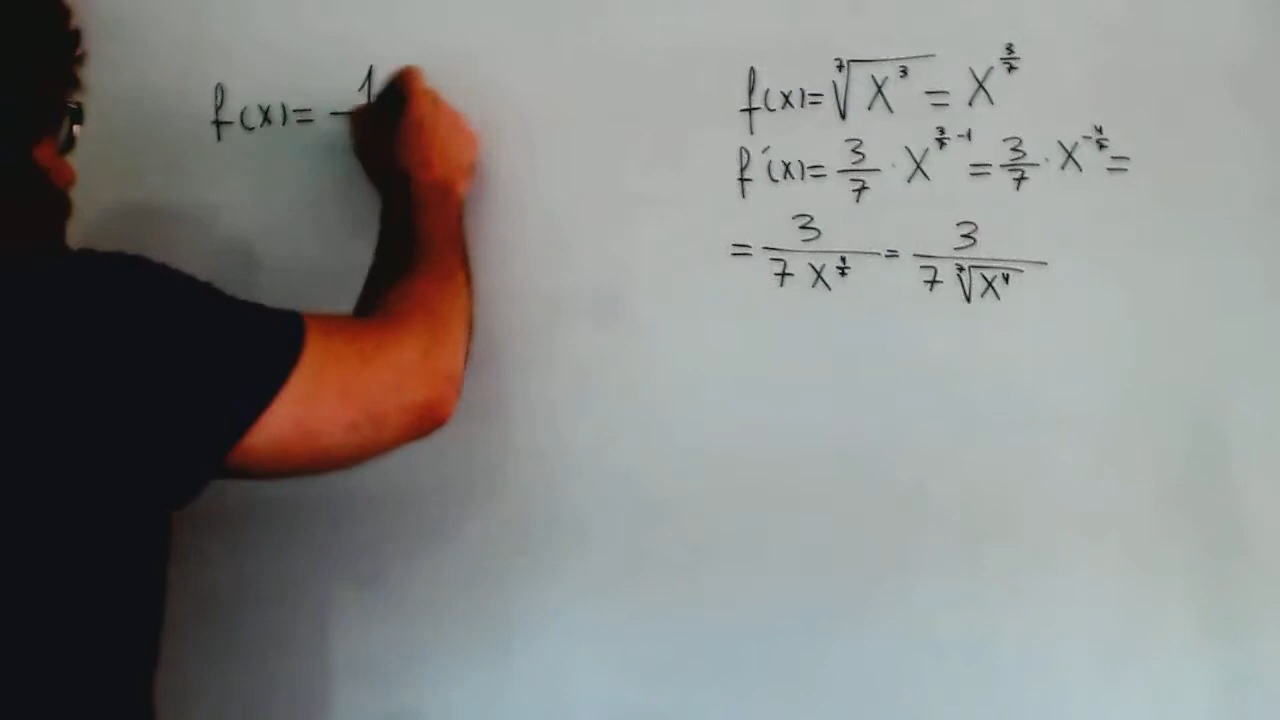 f(x)= 1
f(x)= ⁷√x³ = x^(3/7)
f´(x)= 3/7 · x^(3/7 -1) = 3/7 · x^(-4/7) =
= 3/(7 x^(4/7)) = 3/(7 ⁷√x⁴)